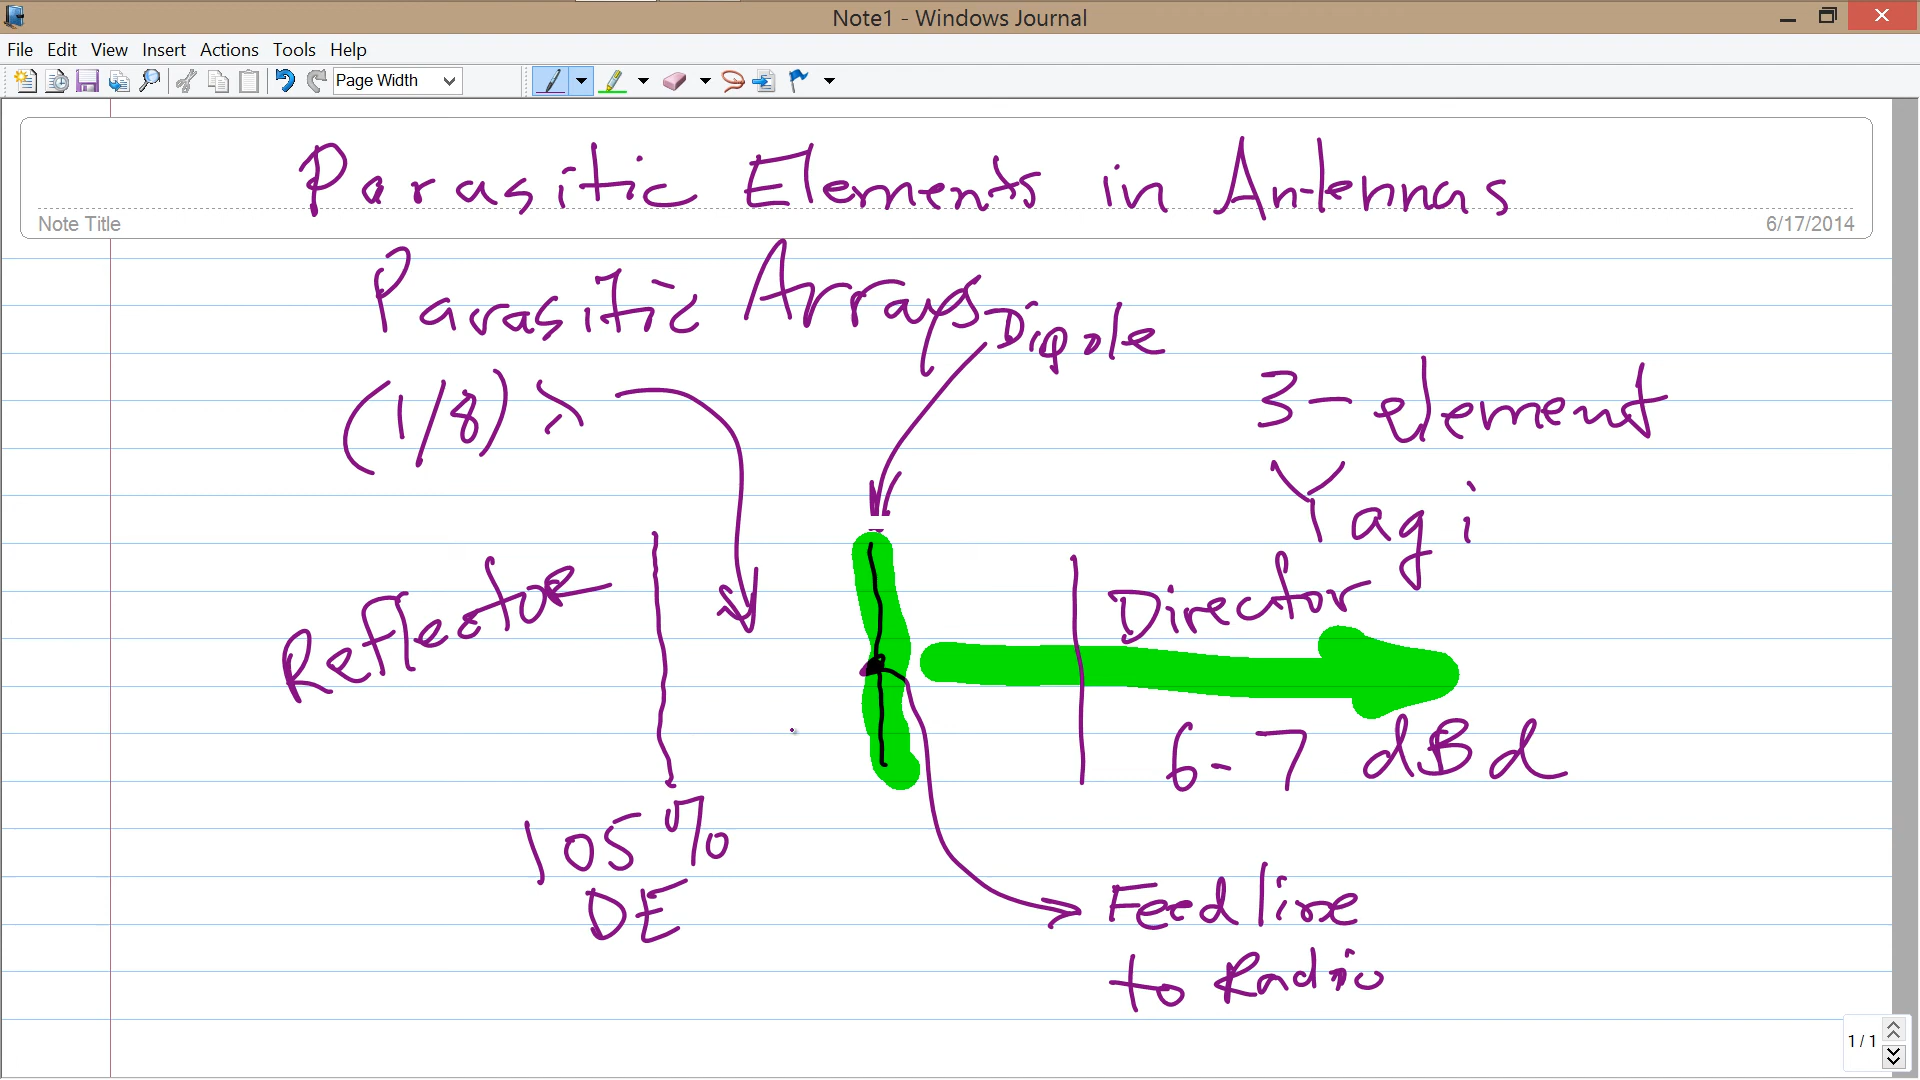 Note1 - Windows Journal
File Edit View Insert Actions Tools Help
Page Width
Parasitic Elements in Antennas
Note Title
6/17/2014
Parasitic Arrays
Dipole
(1/8) λ
3-element
Yagi
Reflector
Director
6-7 dBd
105%
DE
Feedline
to Radio
1 / 1